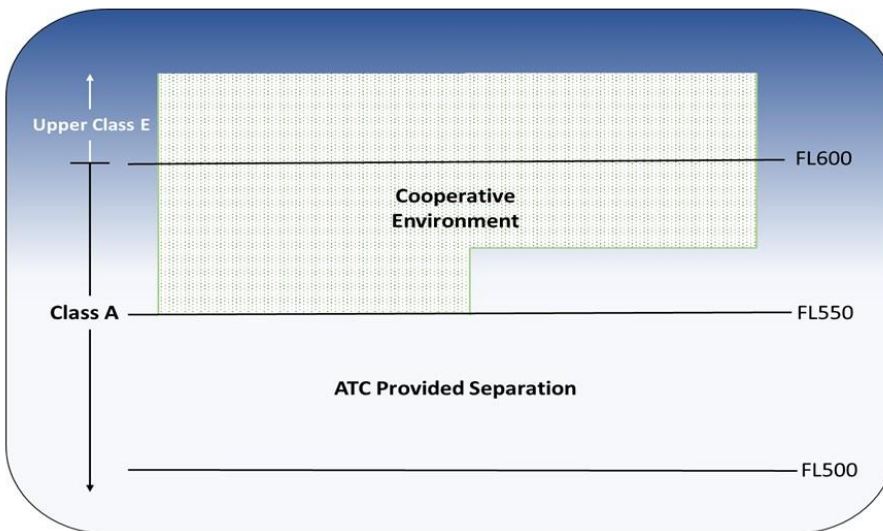 Upper Class E
FL600
Cooperative
Environment
Class A
FL550
ATC Provided Separation
FL500